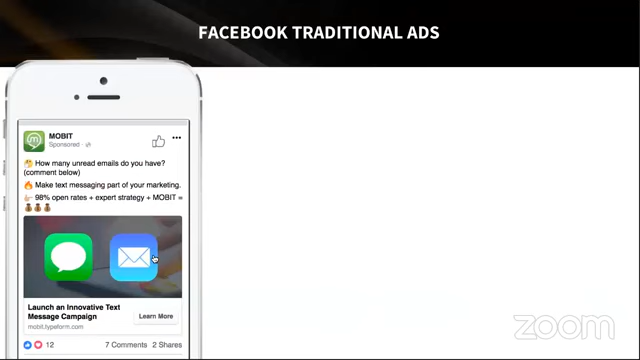 FACEBOOK TRADITIONAL ADS
MOBIT
Sponsored ·
🤔 How many unread emails do you have?
(comment below)
🔥 Make text messaging part of your marketing.
👉🏻 98% open rates + expert strategy + MOBIT =
💰💰💰
Launch an Innovative Text
Message Campaign
Learn More
mobit.typeform.com
12
7 Comments 2 Shares
zoom